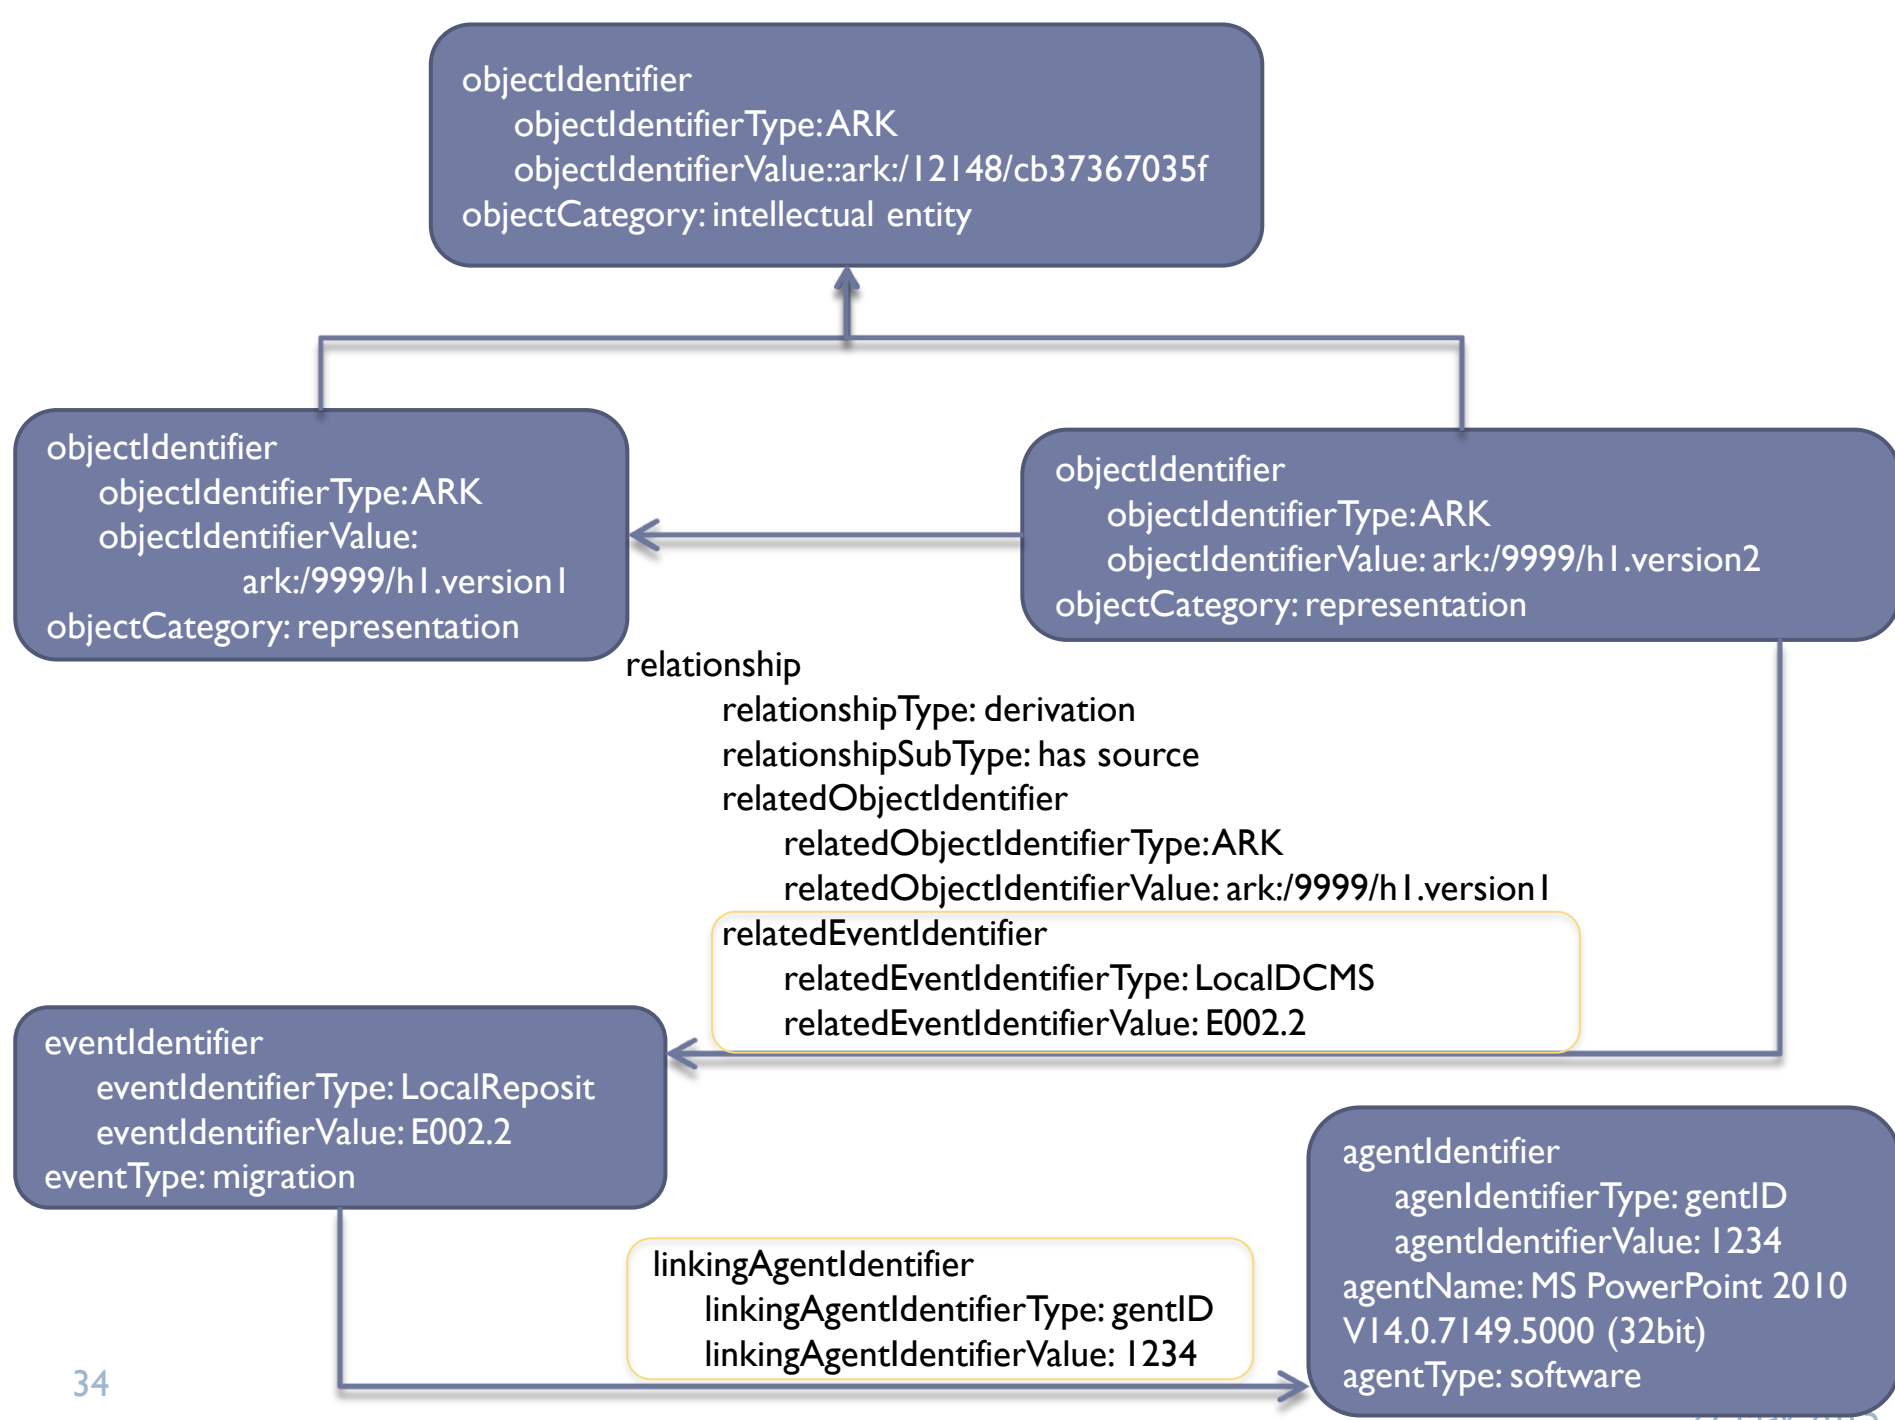 objectIdentifier
objectIdentifierType: ARK
objectIdentifierValue::ark:/12148/cb37367035f
objectCategory: intellectual entity
objectIdentifier
objectIdentifierType: ARK
objectIdentifierValue:
ark:/9999/h1.version1
objectCategory: representation
objectIdentifier
objectIdentifierType: ARK
objectIdentifierValue: ark:/9999/h1.version2
objectCategory: representation
relationship
relationshipType: derivation
relationshipSubType: has source
relatedObjectIdentifier
relatedObjectIdentifierType: ARK
relatedObjectIdentifierValue: ark:/9999/h1.version1
relatedEventIdentifier
relatedEventIdentifierType: LocalDCMS
relatedEventIdentifierValue: E002.2
eventIdentifier
eventIdentifierType: LocalReposit
eventIdentifierValue: E002.2
eventType: migration
linkingAgentIdentifier
linkingAgentIdentifierType: gentID
linkingAgentIdentifierValue: 1234
agentIdentifier
agenIdentifierType: gentID
agentIdentifierValue: 1234
agentName: MS PowerPoint 2010
V14.0.7149.5000 (32bit)
agentType: software
34